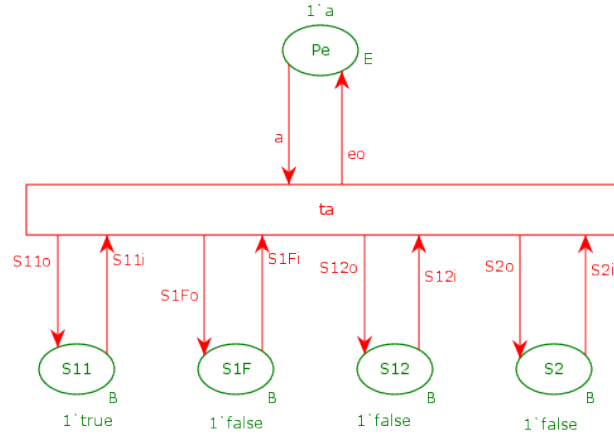 1`a
Pe
E
a
eo
ta
S11o
S11i
S1Fo
S1Fi
S12o
S12i
S2o
S2i
S11
S1F
S12
S2
B
B
B
B
1`true
1`false
1`false
1`false